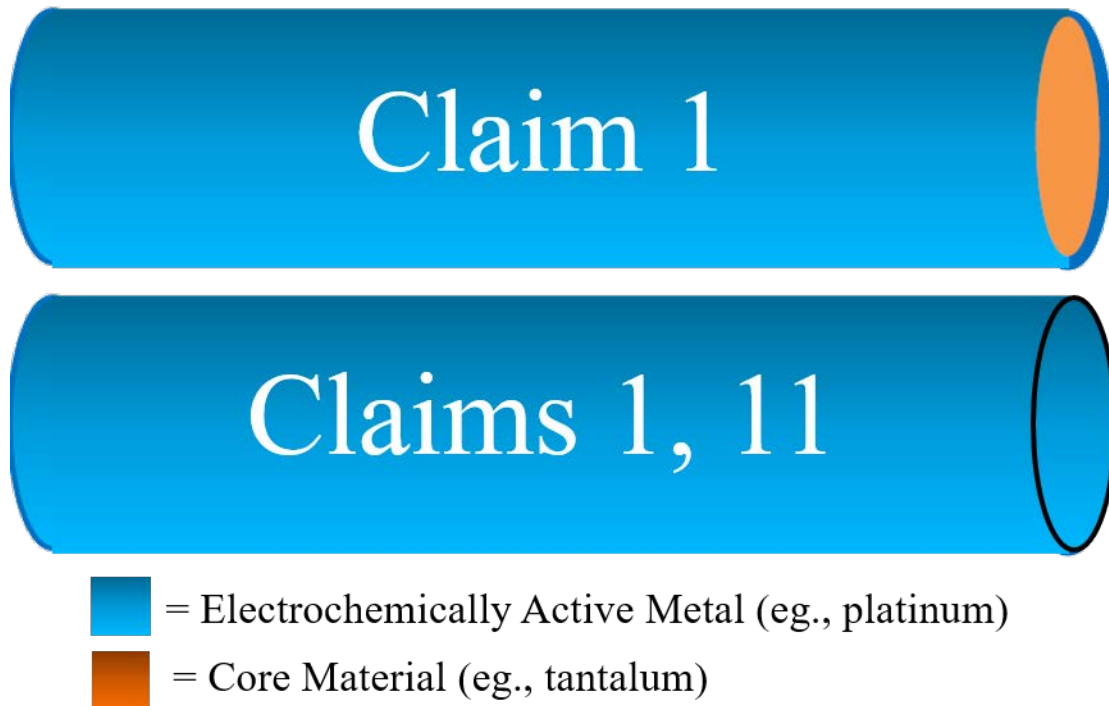 Claim 1
Claims 1, 11
= Electrochemically Active Metal (eg., platinum)
= Core Material (eg., tantalum)